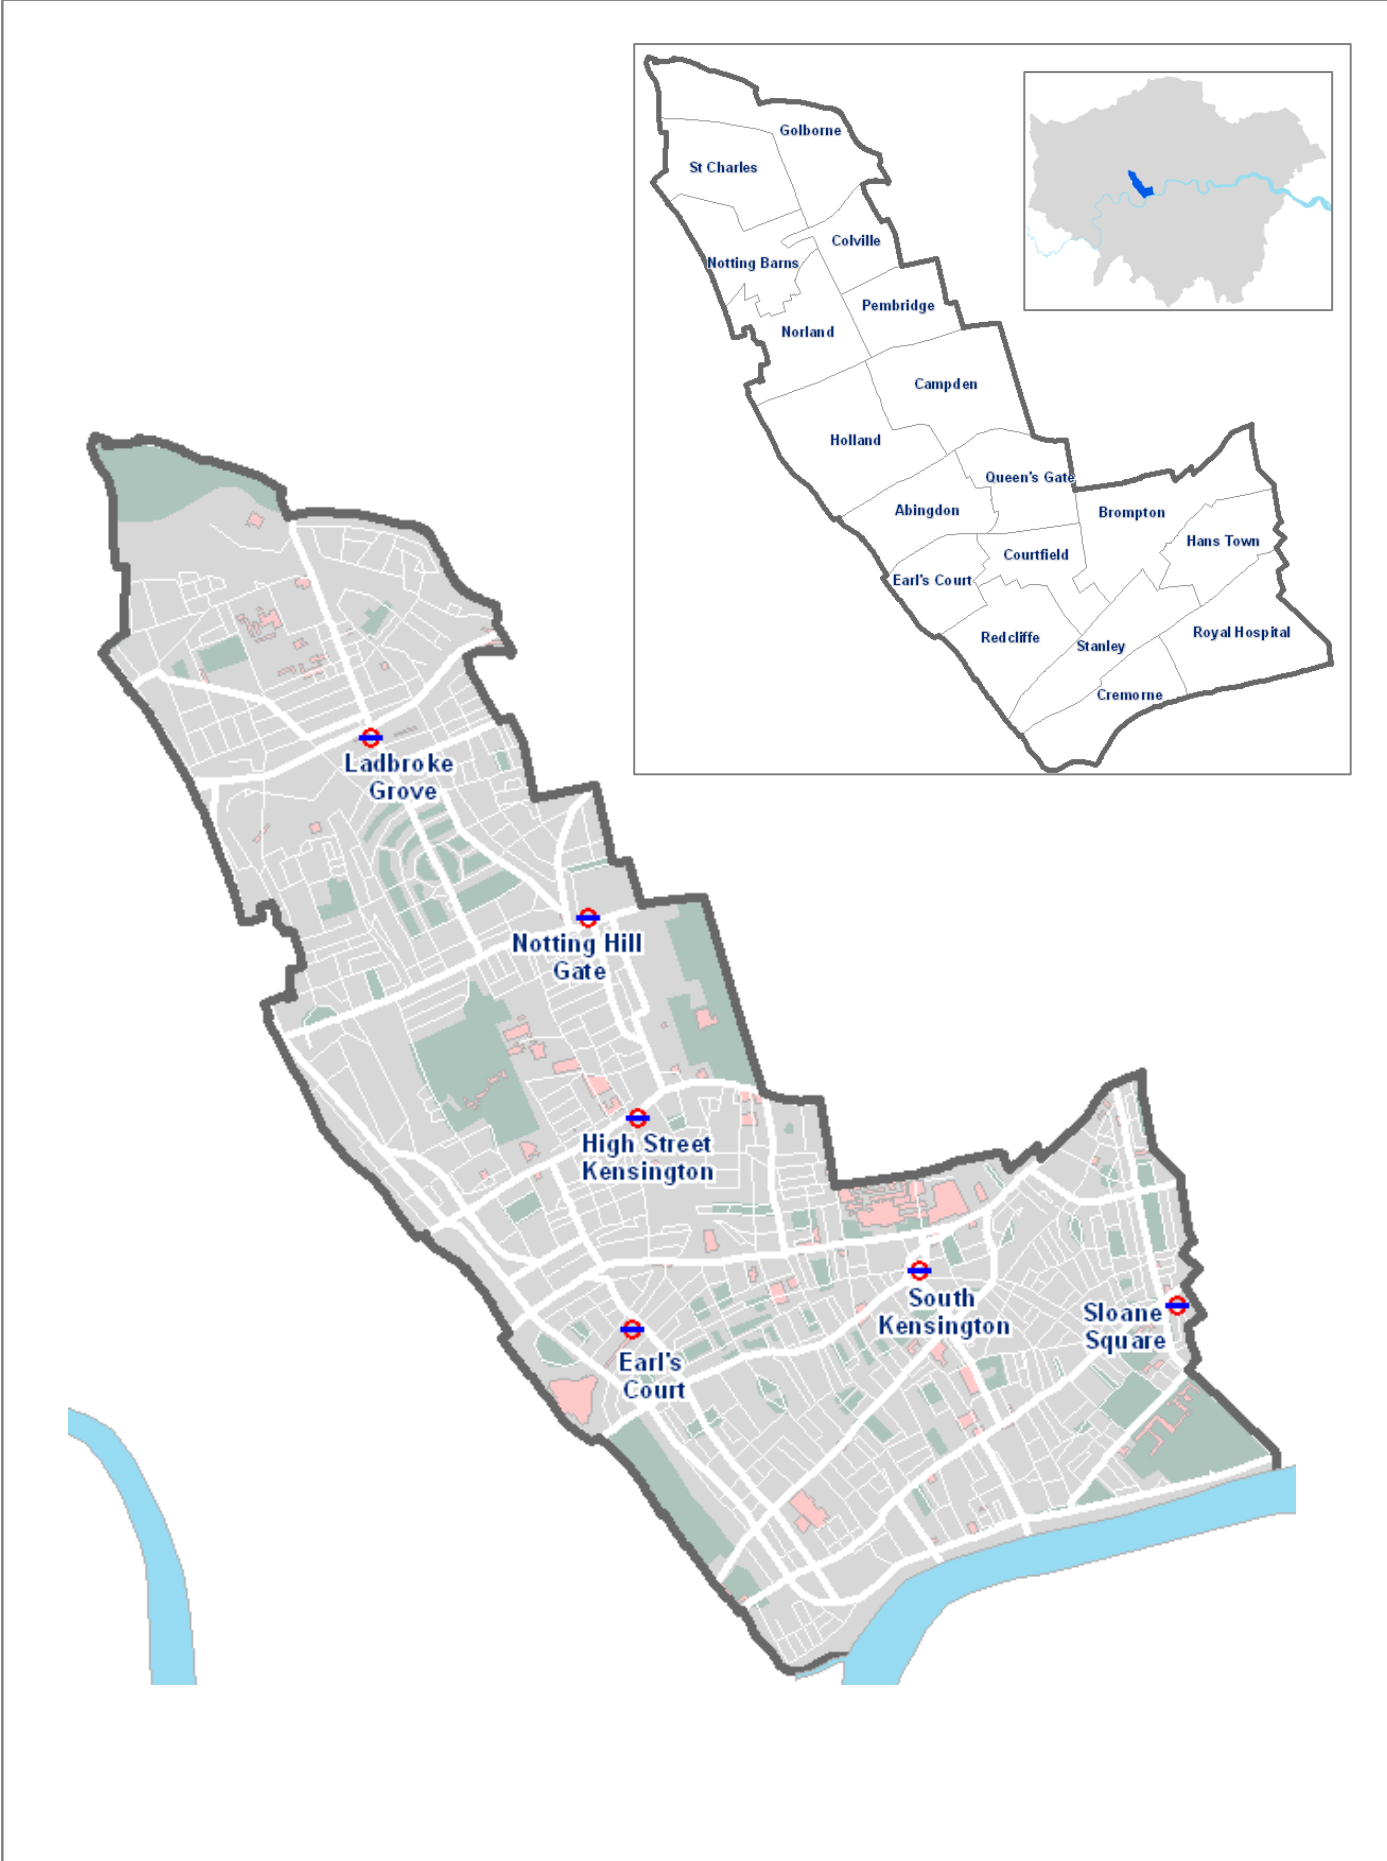 Golborne
St Charles
Colville
Notting Barns
Pembridge
Norland
Campden
Holland
Queen's Gate
Abingdon
Brompton
Hans Town
Courtfield
Earl's Court
Redcliffe
Stanley
Royal Hospital
Cremorne
Ladbroke
Grove
Notting Hill
Gate
High Street
Kensington
South
Kensington
Sloane
Square
Earl's
Court